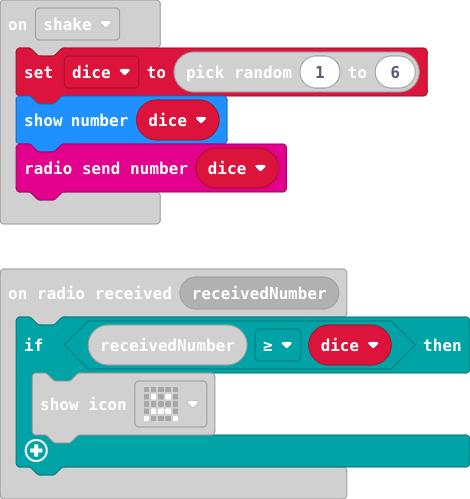 on shake
set dice to pick random 1 to 6
show number dice
radio send number dice
on radio received receivedNumber
if receivedNumber ≥ dice then
show icon